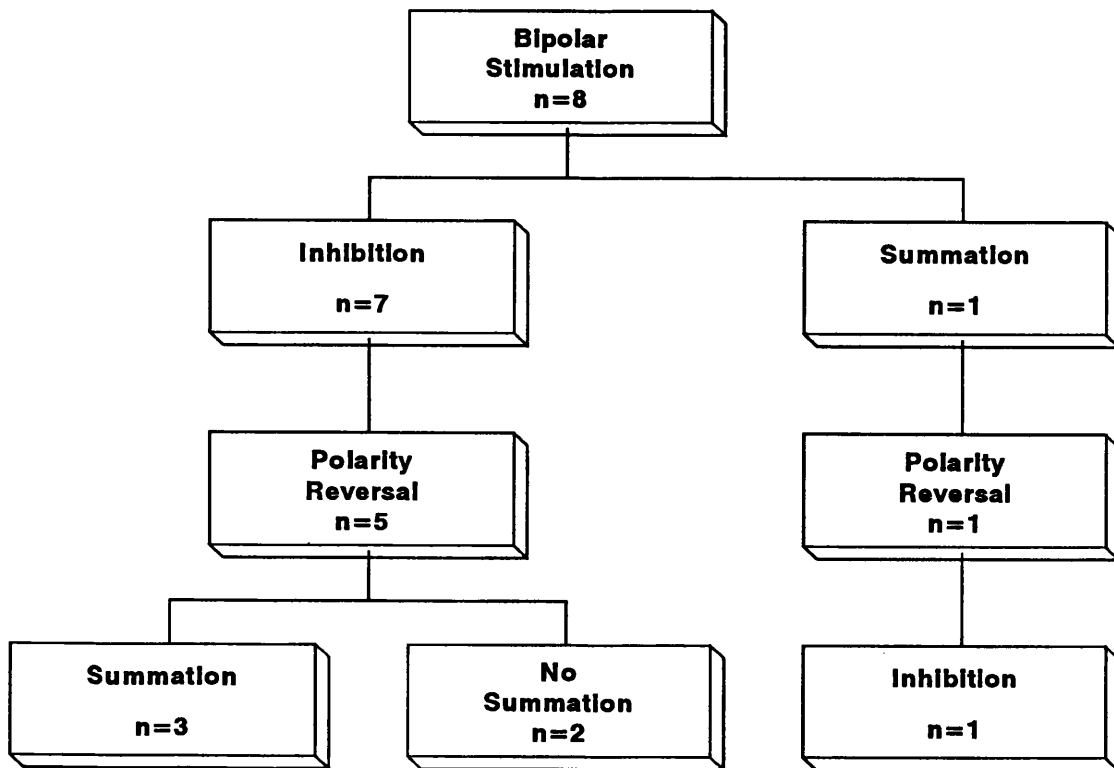 Bipolar
Stimulation
n=8
Inhibition
n=7
Summation
n=1
Polarity
Reversal
n=5
Polarity
Reversal
n=1
Summation
n=3
No
Summation
n=2
Inhibition
n=1